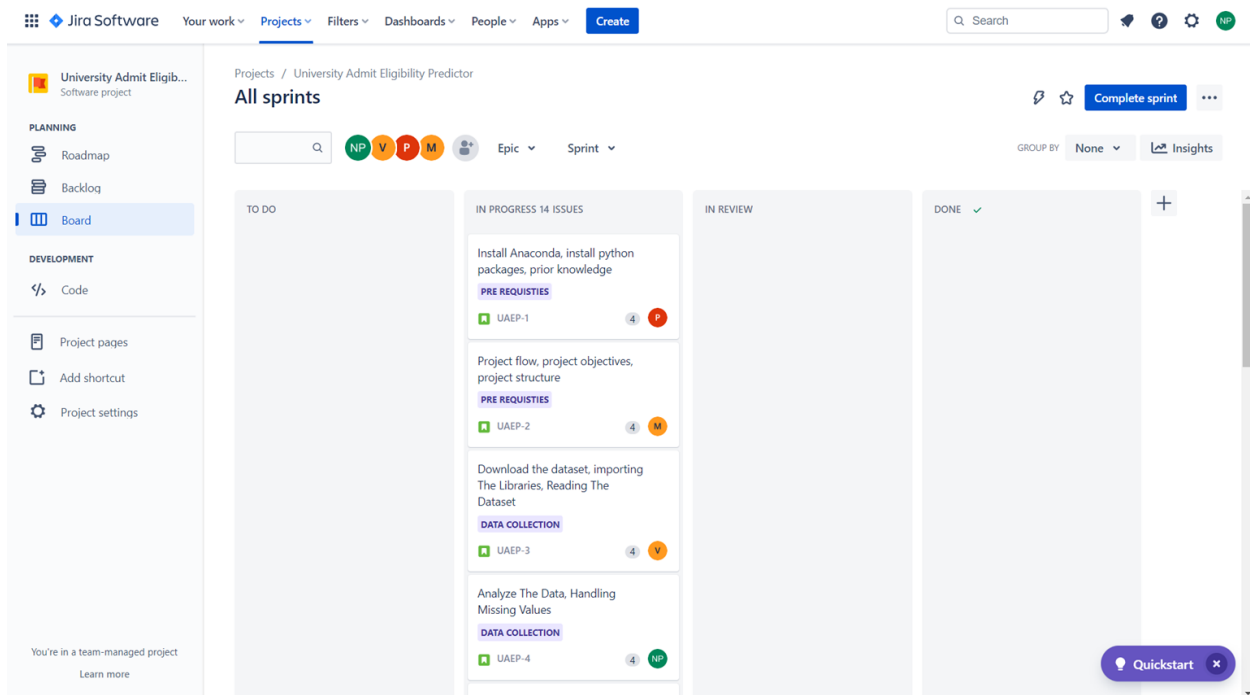 Jira Software
Your work
Projects
Filters
Dashboards
People
Apps
Create
Search
?
NP
University Admit Eligib...
Software project
PLANNING
Roadmap
Backlog
Board
DEVELOPMENT
Code
Project pages
Add shortcut
Project settings
You're in a team-managed project
Learn more
Projects / University Admit Eligibility Predictor
All sprints
Complete sprint
NP V P M
Epic
Sprint
GROUP BY
None
Insights
TO DO
IN PROGRESS 14 ISSUES
Install Anaconda, install python
packages, prior knowledge
PRE REQUISTIES
UAEP-1
4
P
Project flow, project objectives,
project structure
PRE REQUISTIES
UAEP-2
4
M
Download the dataset, importing
The Libraries, Reading The
Dataset
DATA COLLECTION
UAEP-3
4
V
Analyze The Data, Handling
Missing Values
DATA COLLECTION
UAEP-4
4
NP
IN REVIEW
DONE
Quickstart